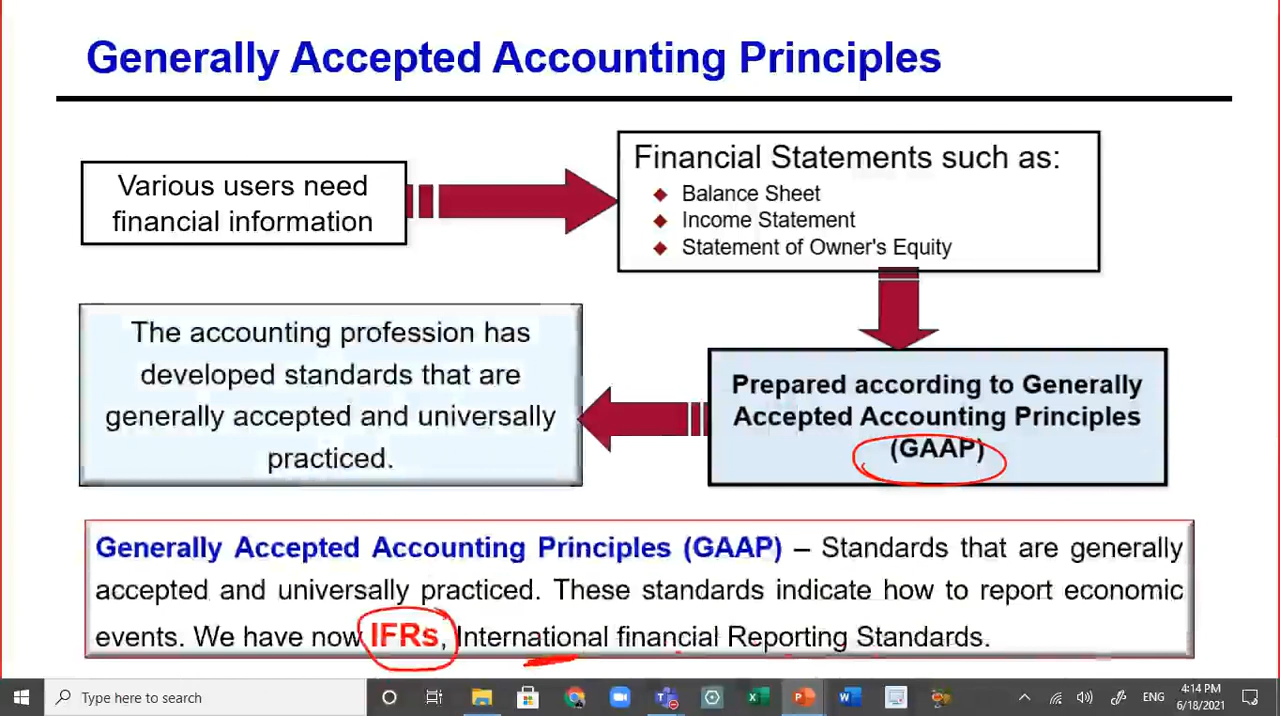 Generally Accepted Accounting Principles
Various users need
financial information
Financial Statements such as:
Balance Sheet
Income Statement
Statement of Owner's Equity
The accounting profession has
developed standards that are
generally accepted and universally
practiced.
Prepared according to Generally
Accepted Accounting Principles
(GAAP)
Generally Accepted Accounting Principles (GAAP) – Standards that are generally
accepted and universally practiced. These standards indicate how to report economic
events. We have now IFRs, International financial Reporting Standards.
Type here to search
ENG
4:14 PM
6/18/2021